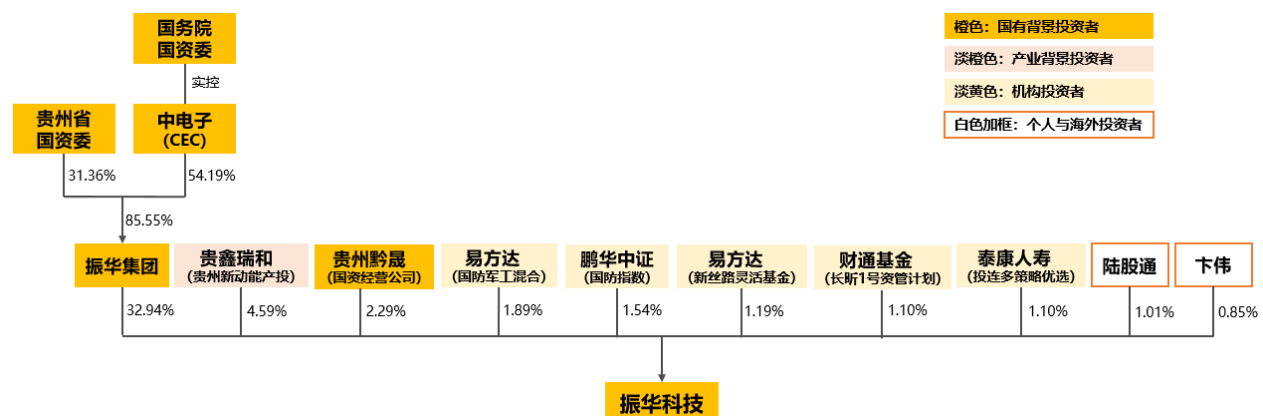 国务院
国资委
橙色：国有背景投资者
淡橙色：产业背景投资者
实控
淡黄色：机构投资者
贵州省
国资委
中电子
(CEC)
白色加框：个人与海外投资者
31.36%
54.19%
85.55%
振华集团
贵鑫瑞和
(贵州新动能产投)
贵州黔晟
(国资经营公司)
易方达
(国防军工混合)
鹏华中证
(国防指数)
易方达
(新丝路灵活基金)
财通基金
(长昕1号资管计划)
泰康人寿
(投连多策略优选)
陆股通
卞伟
32.94%
4.59%
2.29%
1.89%
1.54%
1.19%
1.10%
1.10%
1.01%
0.85%
振华科技